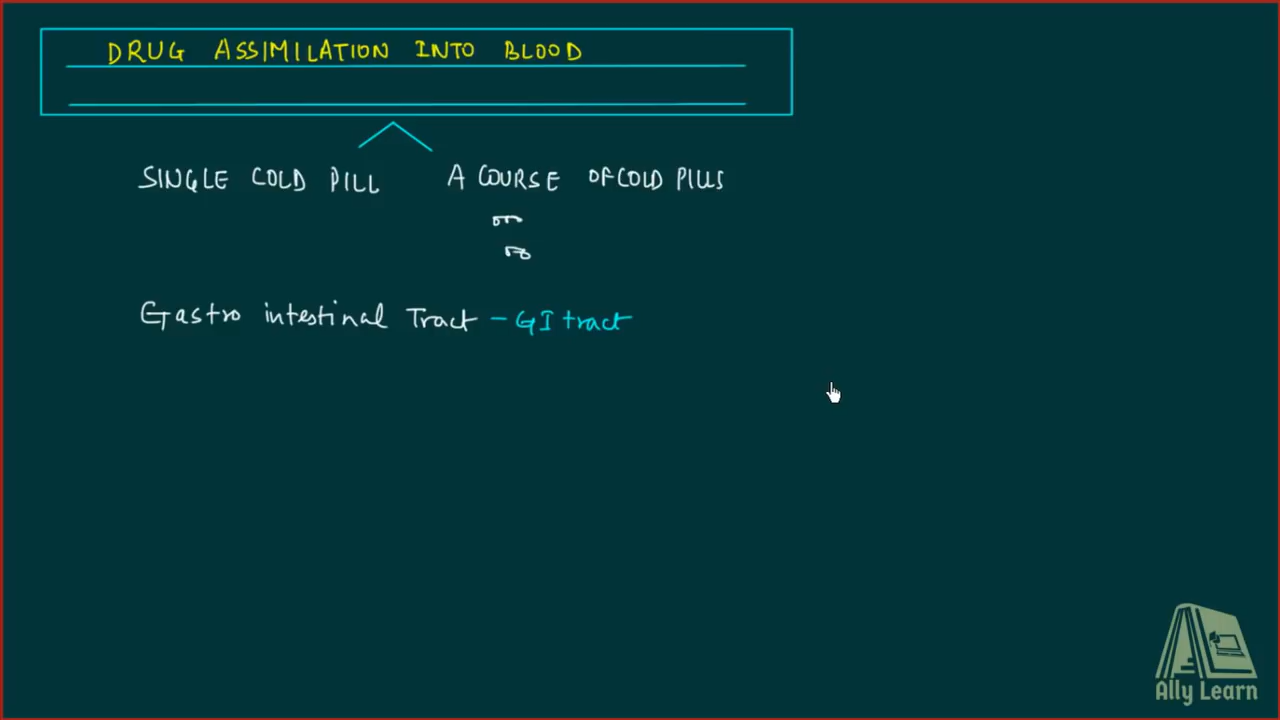 DRUG ASSIMILATION INTO BLOOD
SINGLE COLD PILL A COURSE OF COLD PILLS
Gastro intestinal Tract - GI tract
Ally Learn